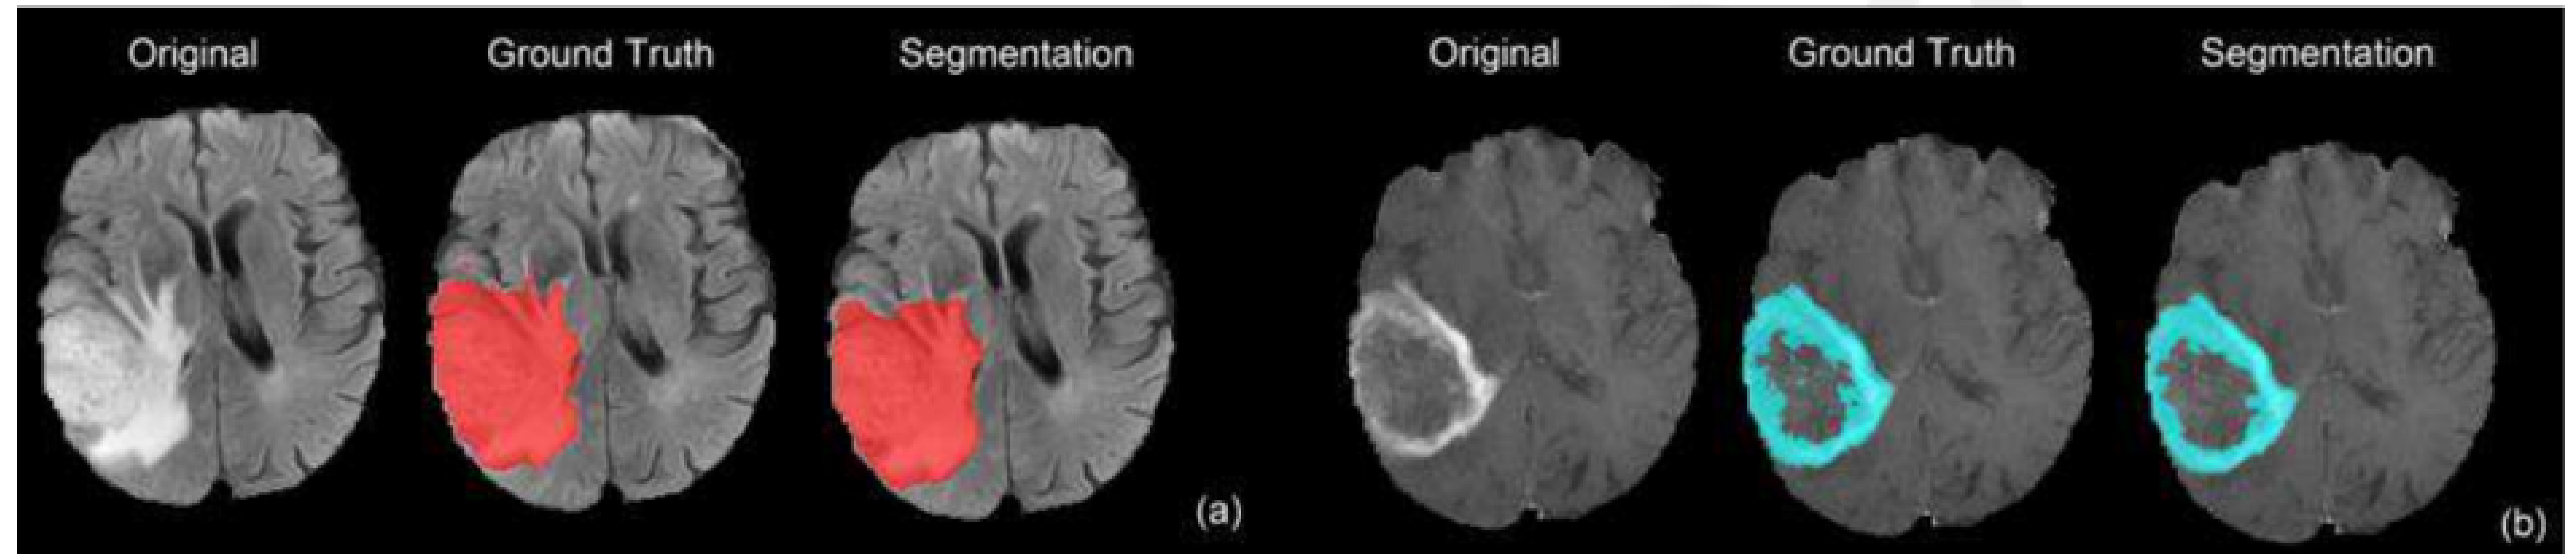 Original Ground Truth Segmentation Original Ground Truth Segmentation
(a) (b)